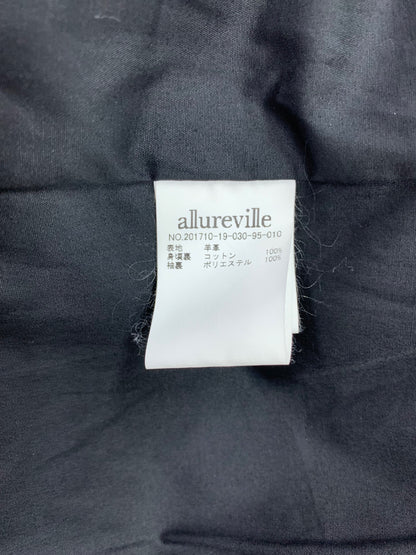 allureville
NO.201710-19-030-95-010
表地 羊革
身頃裏 コットン 100%
袖裏 ポリエステル 100%